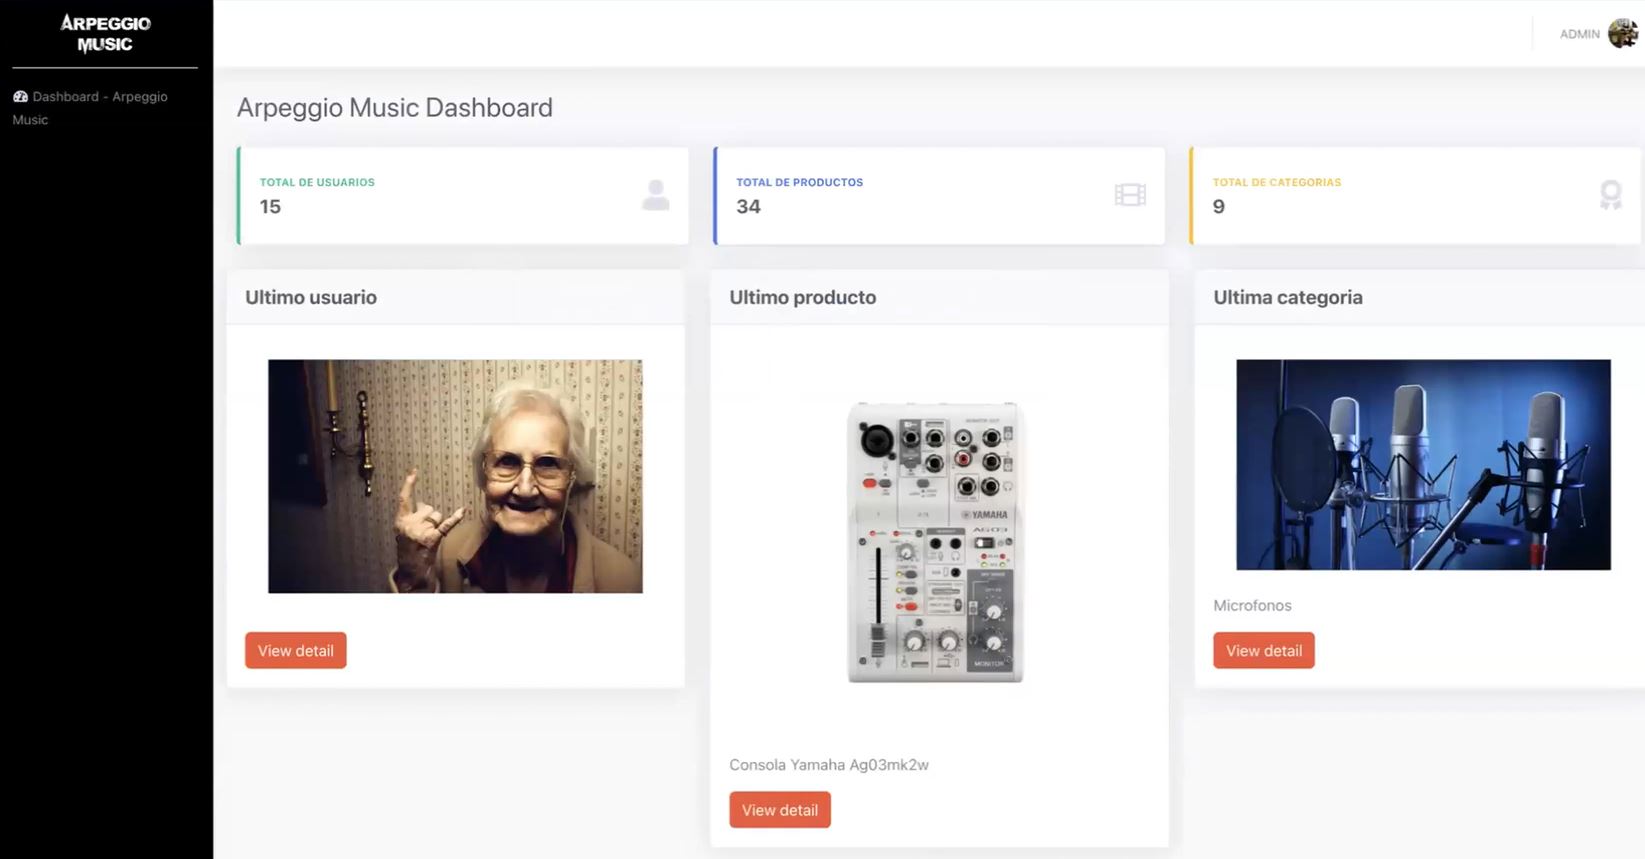 ARPEGGIO
MUSIC
Dashboard - Arpeggio
Music
ADMIN
Arpeggio Music Dashboard
TOTAL DE USUARIOS
15
TOTAL DE PRODUCTOS
34
TOTAL DE CATEGORIAS
9
Ultimo usuario
View detail
Ultimo producto
YAMAHA
AG03
MONITOR
Consola Yamaha Ag03mk2w
View detail
Ultima categoria
Microfonos
View detail